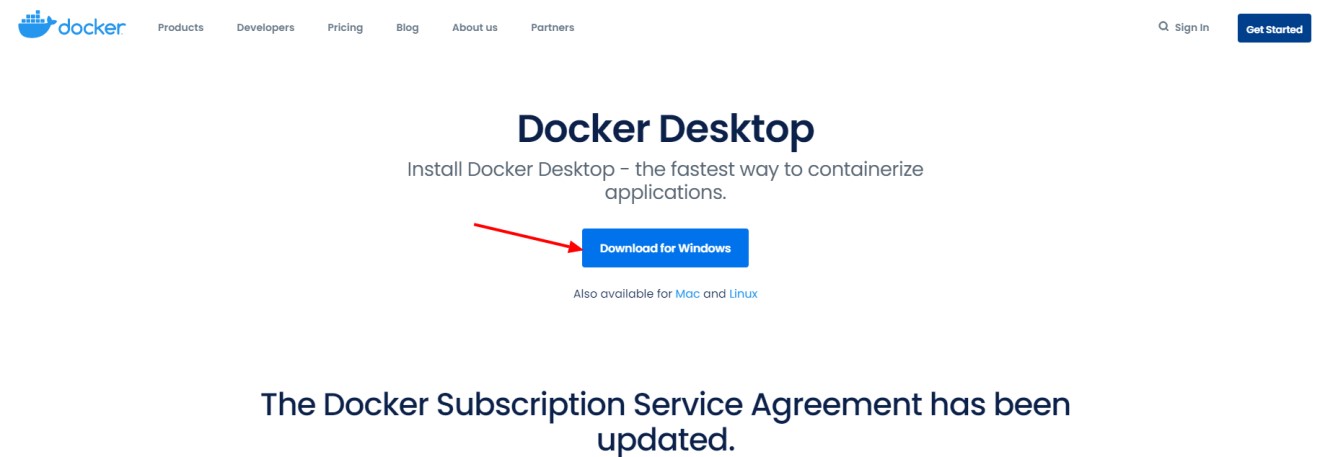 docker Products Developers Pricing Blog About us Partners Sign In Get Started
Docker Desktop
Install Docker Desktop - the fastest way to containerize
applications.
Download for Windows
Also available for Mac and Linux
The Docker Subscription Service Agreement has been
updated.